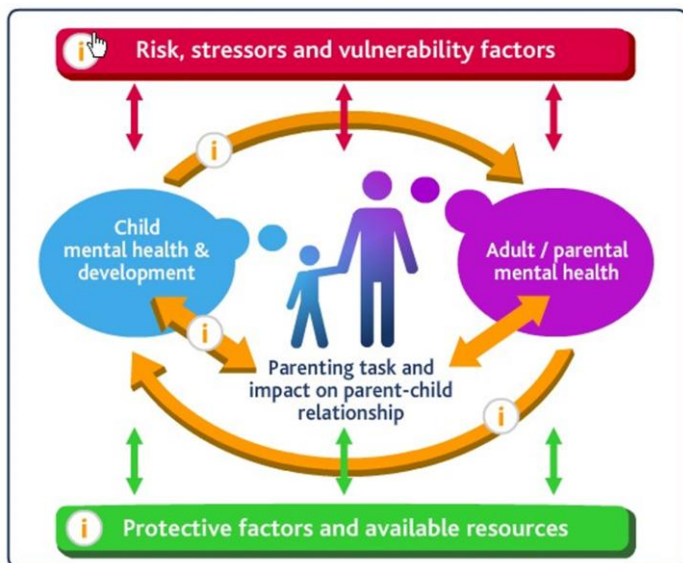 i Risk, stressors and vulnerability factors
i
Child
mental health &
development
Adult / parental
mental health
i
Parenting task and
impact on parent-child
relationship
i
i Protective factors and available resources